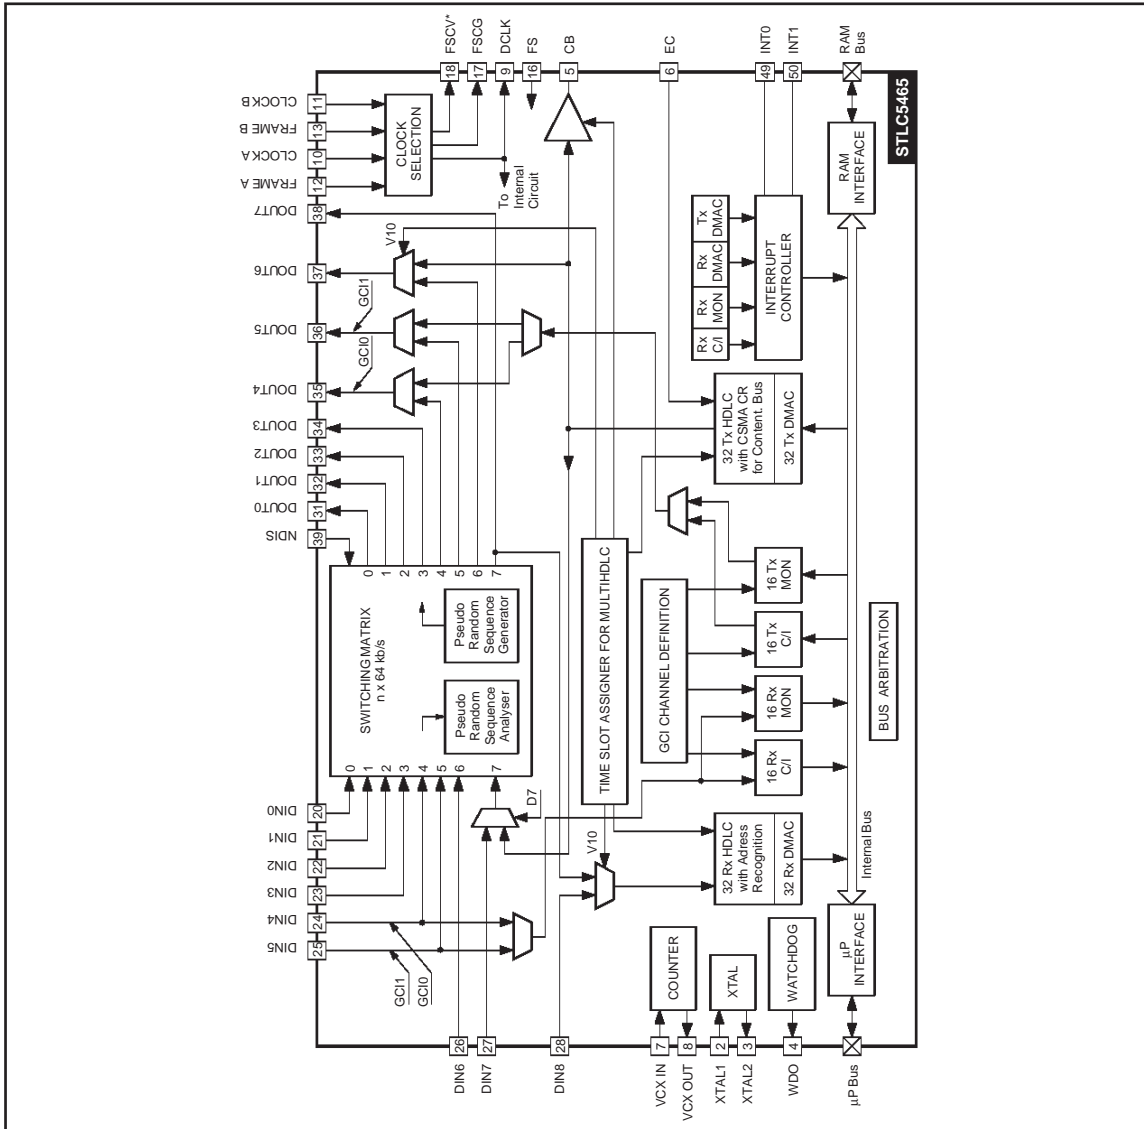 FSCV*
FSCG
DCLK
FS
CB
EC
INT0
INT1
RAM
Bus
18
17
9
16
5
6
49
50
CLOCK B
11
FRAME B
13
CLOCK A
10
FRAME A
12
DOUT7
38
DOUT6
37
DOUT5
36
DOUT4
35
DOUT3
34
DOUT2
33
DOUT1
32
DOUT0
31
NDIS
39
CLOCK
SELECTION
To
Internal
Circuit
V10
GCI1
GCI0
STLC5465
RAM
INTERFACE
Tx
DMAC
Rx
DMAC
Rx
MON
Rx
C/I
INTERRUPT
CONTROLLER
32 Tx HDLC
with CSMA CR
for Content. Bus
32 Tx DMAC
0
1
2
3
4
5
6
7
SWITCHING MATRIX
n x 64 kb/s
Pseudo
Random
Sequence
Generator
Pseudo
Random
Sequence
Analyser
0
1
2
3
4
5
6
7
TIME SLOT ASSIGNER FOR MULTIHDLC
GCI CHANNEL DEFINITION
16 Tx
MON
16 Tx
C/I
16 Rx
MON
16 Rx
C/I
BUS ARBITRATION
Internal Bus
D7
V10
32 Rx HDLC
with Adress
Recognition
32 Rx DMAC
DIN0
20
DIN1
21
DIN2
22
DIN3
23
DIN4
24
DIN5
25
GCI1
GCI0
COUNTER
XTAL
WATCHDOG
µP
INTERFACE
26
27
28
7
8
2
3
4
DIN6
DIN7
DIN8
VCX IN
VCX OUT
XTAL1
XTAL2
WDO
µP Bus